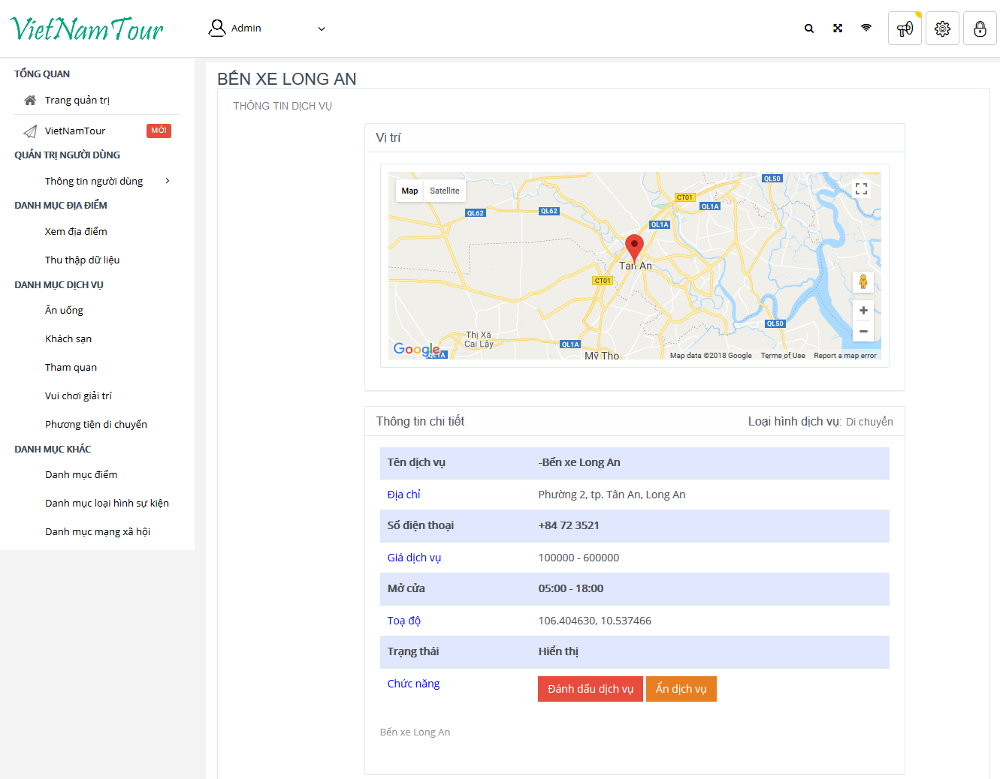 VietNamTour
Admin
TỔNG QUAN
Trang quản trị
VietNamTour
MỚI
QUẢN TRỊ NGƯỜI DÙNG
Thông tin người dùng
DANH MỤC ĐỊA ĐIỂM
Xem địa điểm
Thu thập dữ liệu
DANH MỤC DỊCH VỤ
Ăn uống
Khách sạn
Tham quan
Vui chơi giải trí
Phương tiện di chuyển
DANH MỤC KHÁC
Danh mục điểm
Danh mục loại hình sự kiện
Danh mục mạng xã hội
BẾN XE LONG AN
THÔNG TIN DỊCH VỤ
Vị trí
Map Satellite
QL50
CT01
QL1A
QL62
QL62
QL1A
Tân An
CT01
QL50
Thị Xã
Cai Lậy
QL1A
Mỹ Tho
Google
QL1A
Map data ©2018 Google Terms of Use Report a map error
Thông tin chi tiết
Loại hình dịch vụ: Di chuyển
Tên dịch vụ -Bến xe Long An
Địa chỉ Phường 2, tp. Tân An, Long An
Số điện thoại +84 72 3521
Giá dịch vụ 100000 - 600000
Mở cửa 05:00 - 18:00
Toạ độ 106.404630, 10.537466
Trạng thái Hiển thị
Chức năng Đánh dấu dịch vụ Ẩn dịch vụ
Bến xe Long An